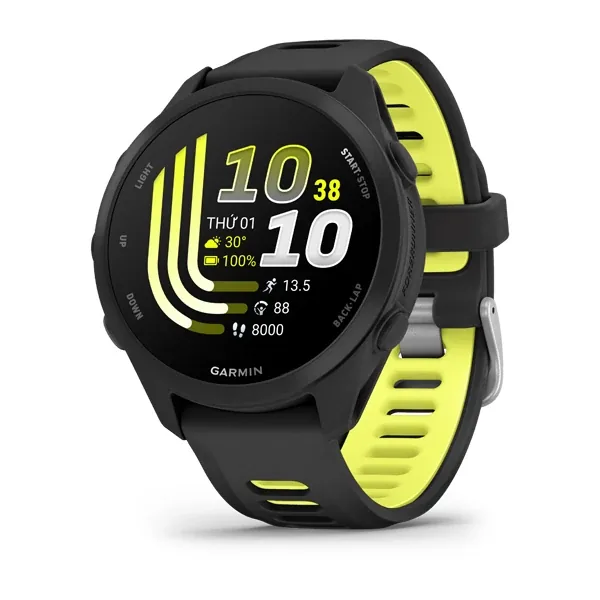 LIGHT
UP
DOWN
START·STOP
BACK·LAP
FORERUNNER
10
38
10
THỨ 01
30°
100%
13.5
88
8000
GARMIN